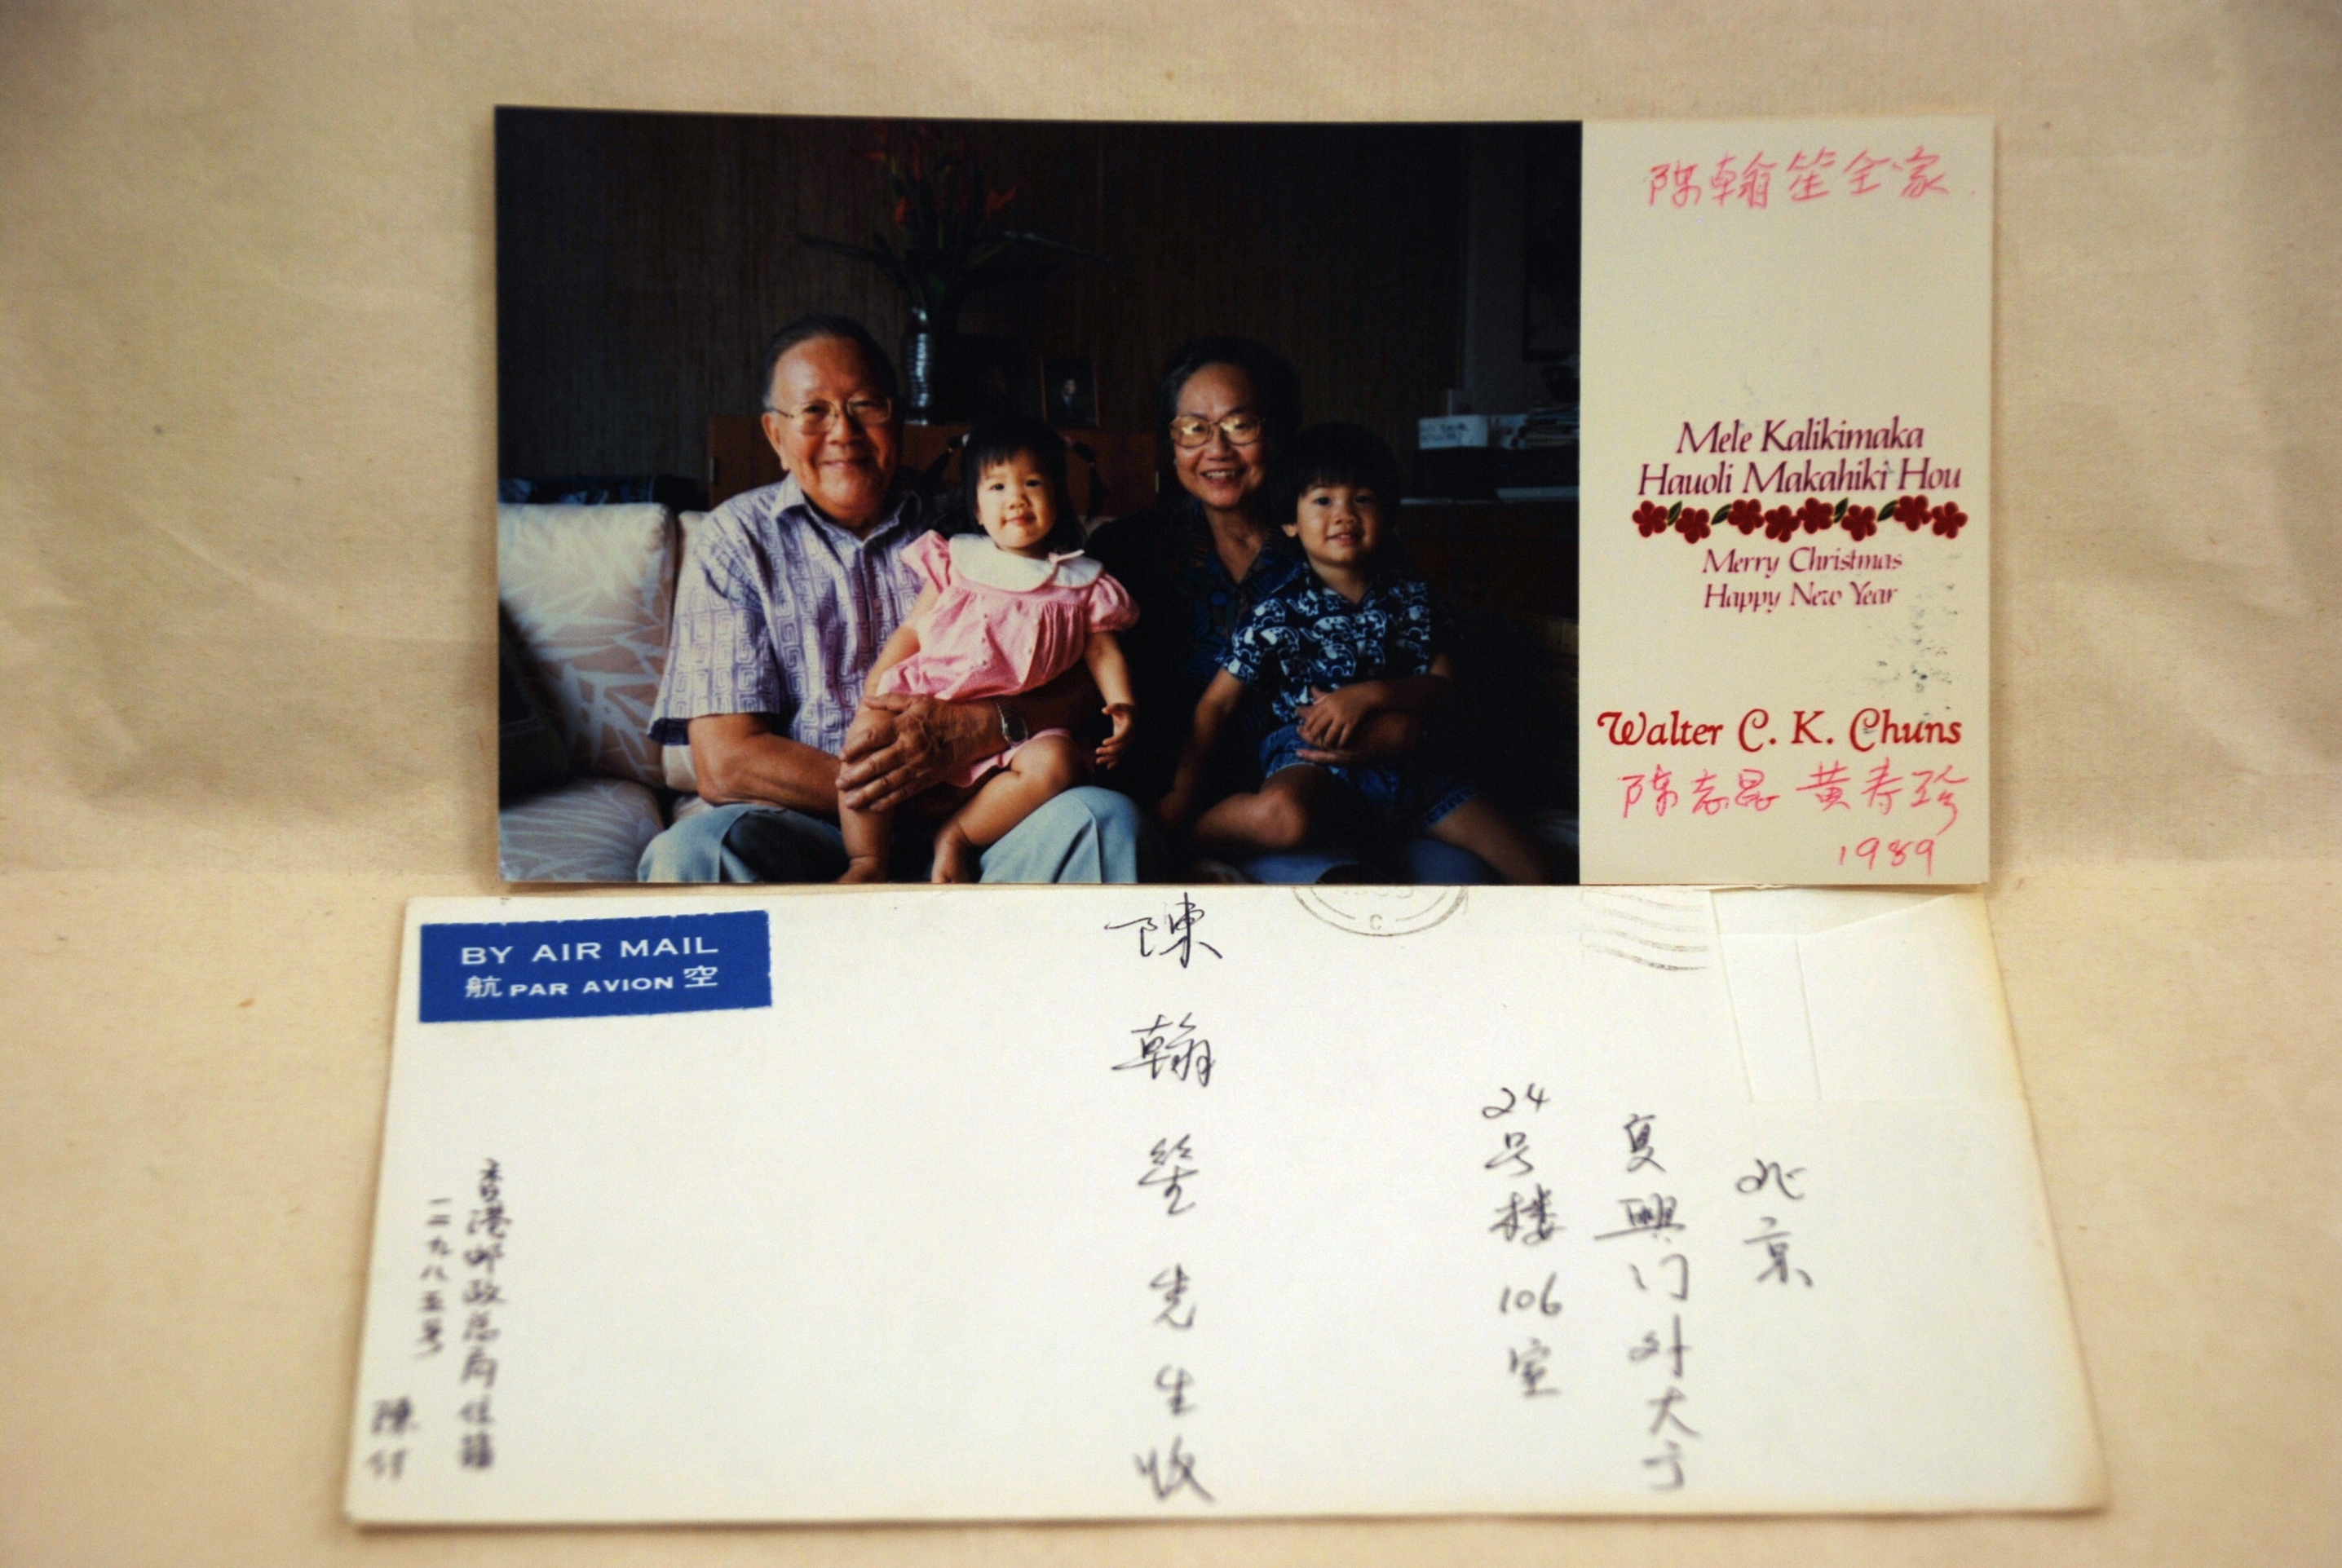 陈翰笙全家
Mele Kalikimaka
Hauoli Makahiki Hou
Merry Christmas
Happy New Year
Walter C. K. Chuns
陈志昆 黄寿珍
1989
BY AIR MAIL
航 PAR AVION 空
C
北京
复興门外大亍
24号楼106室
陳翰笙先生收
香港邮政总局信箱
一二九八五号
陳付